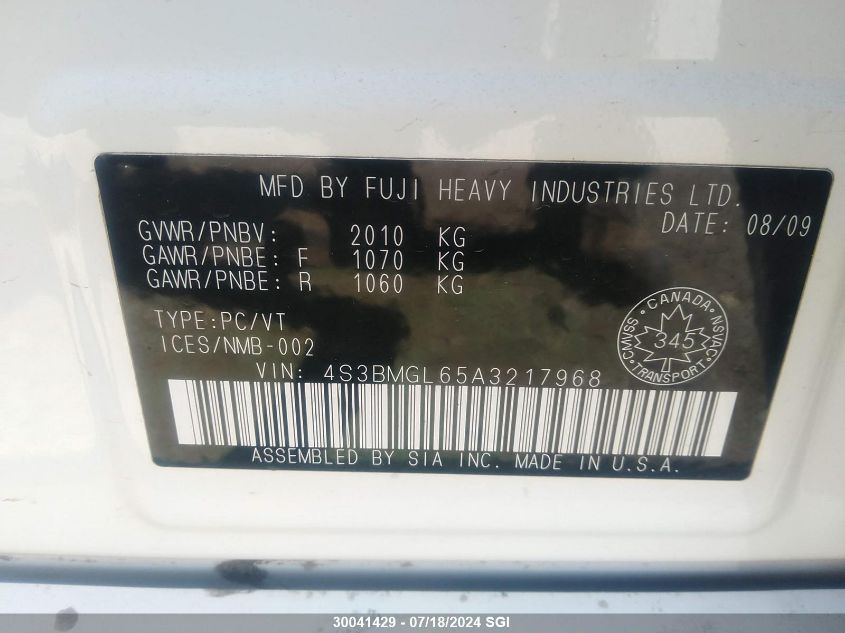 MFD BY FUJI HEAVY INDUSTRIES LTD.
DATE: 08/09
GVWR/PNBV: 2010 KG
GAWR/PNBE: F 1070 KG
GAWR/PNBE: R 1060 KG
TYPE:PC/VT
ICES/NMB-002
CANADA
CMVSS
NSVAC
345
TRANSPORT
VIN: 4S3BMGL65A3217968
ASSEMBLED BY SIA INC. MADE IN U.S.A.
30041429 - 07/18/2024 SGI